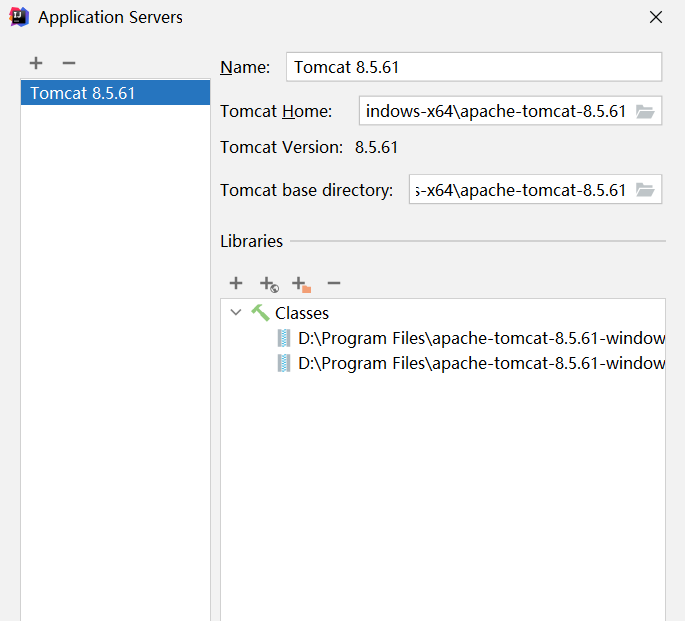 Application Servers
Tomcat 8.5.61
Name: Tomcat 8.5.61
Tomcat Home: indows-x64\apache-tomcat-8.5.61
Tomcat Version: 8.5.61
Tomcat base directory: s-x64\apache-tomcat-8.5.61
Libraries
Classes
D:\Program Files\apache-tomcat-8.5.61-window
D:\Program Files\apache-tomcat-8.5.61-window